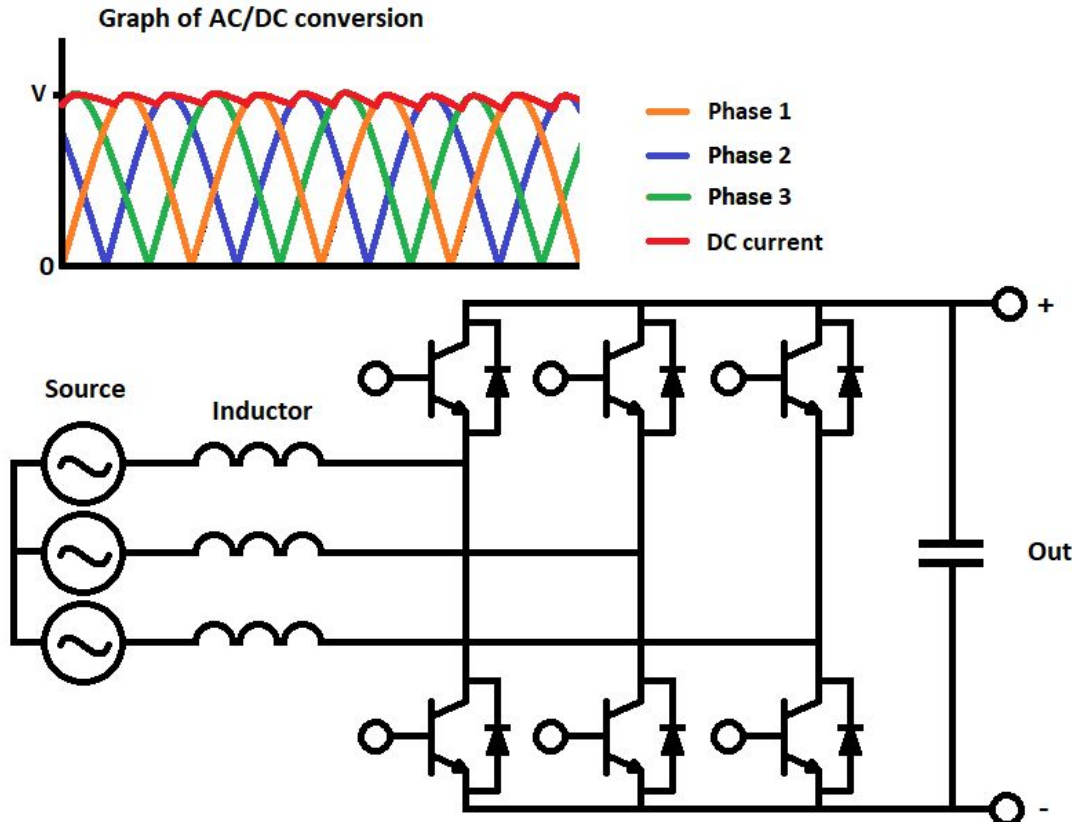 Graph of AC/DC conversion
V
0
Phase 1
Phase 2
Phase 3
DC current
Source
Inductor
+
Out
-